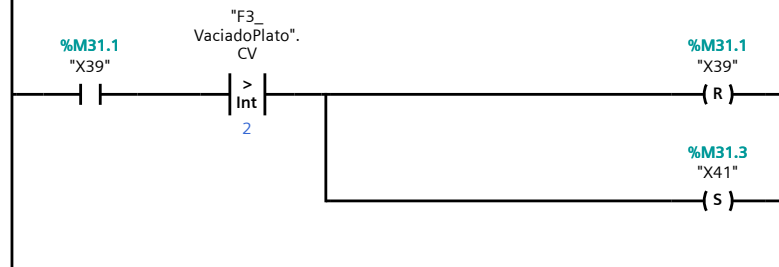 "F3_
VaciadoPlato".
CV
%M31.1
"X39"
>
Int
2
%M31.1
"X39"
R
%M31.3
"X41"
S